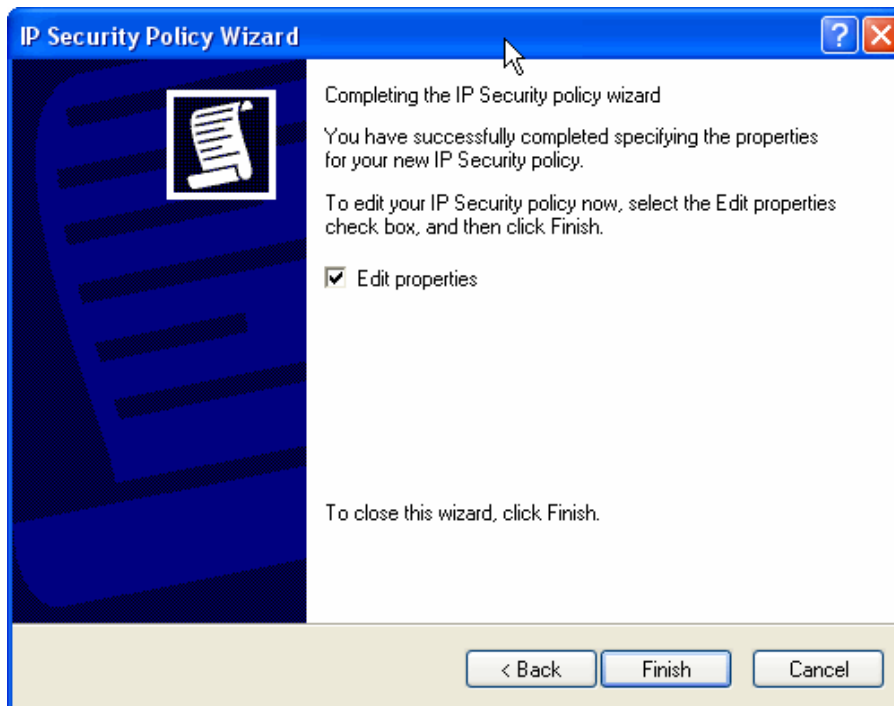 IP Security Policy Wizard
Completing the IP Security policy wizard
You have successfully completed specifying the properties
for your new IP Security policy.
To edit your IP Security policy now, select the Edit properties
check box, and then click Finish.
Edit properties
To close this wizard, click Finish.
< Back Finish Cancel